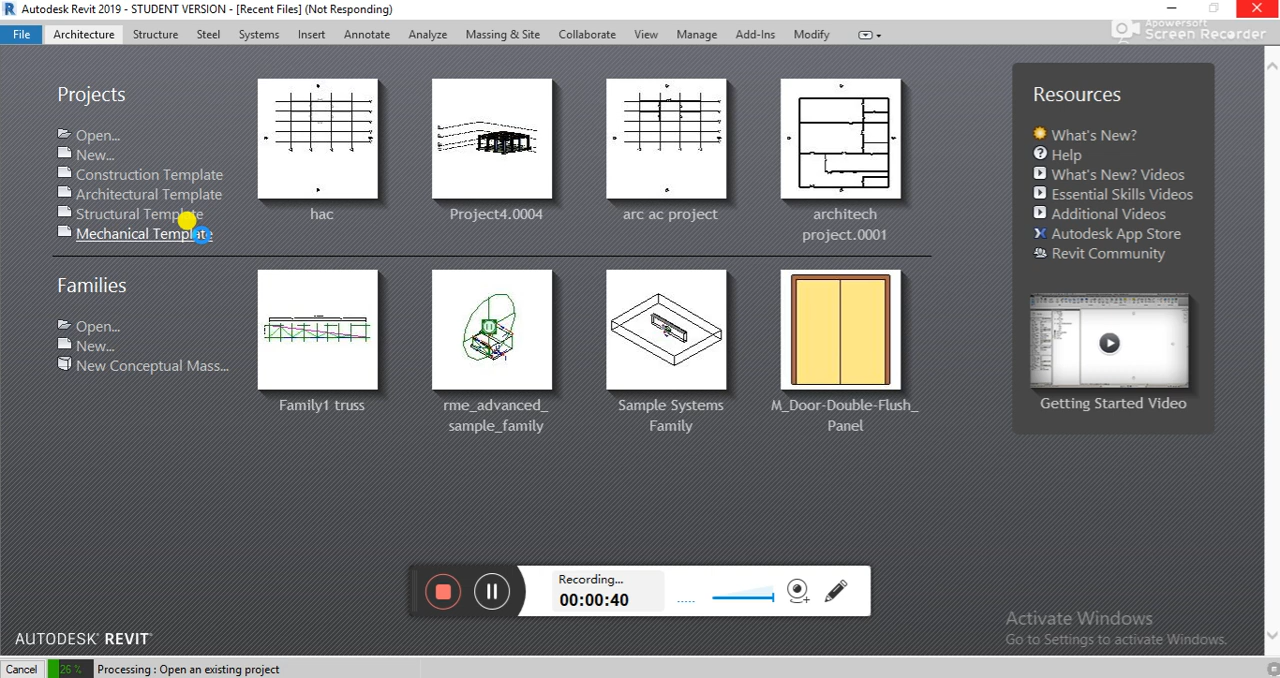 Autodesk Revit 2019 - STUDENT VERSION - [Recent Files] (Not Responding)
File Architecture Structure Steel Systems Insert Annotate Analyze Massing & Site Collaborate View Manage Add-Ins Modify
Apowersoft
Screen Recorder
Projects
Open...
New...
Construction Template
Architectural Template
Structural Template
Mechanical Template
hac
Project4.0004
arc ac project
architech
project.0001
Families
Open...
New...
New Conceptual Mass...
Family1 truss
rme_advanced_
sample_family
Sample Systems
Family
M_Door-Double-Flush_
Panel
Resources
What's New?
Help
What's New? Videos
Essential Skills Videos
Additional Videos
Autodesk App Store
Revit Community
Getting Started Video
Recording...
00:00:40
Activate Windows
Go to Settings to activate Windows.
AUTODESK® REVIT®
Cancel 26 % Processing : Open an existing project